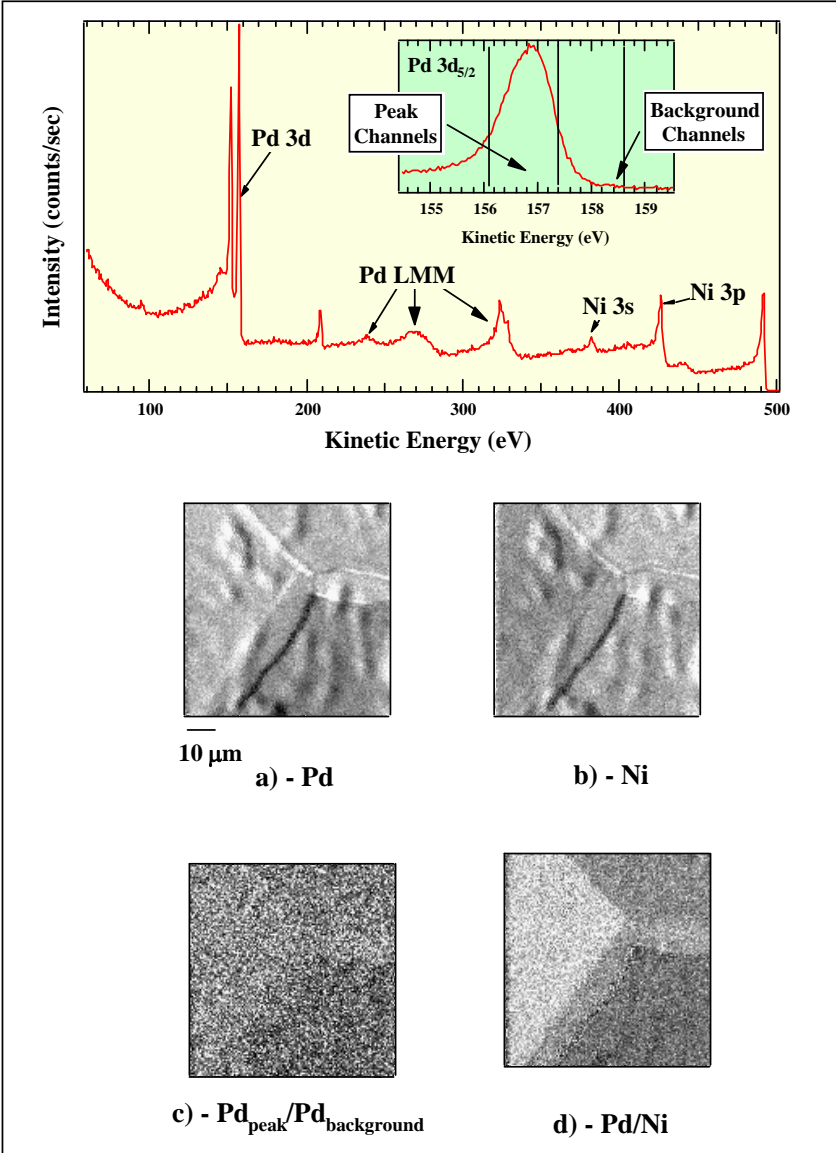 Pd 3d5/2
Peak
Channels
Background
Channels
155 156 157 158 159
Kinetic Energy (eV)
Pd 3d
Pd LMM
Ni 3s
Ni 3p
Intensity (counts/sec)
100 200 300 400 500
Kinetic Energy (eV)
10 μm
a) - Pd
b) - Ni
c) - Pdpeak/Pdbackground
d) - Pd/Ni